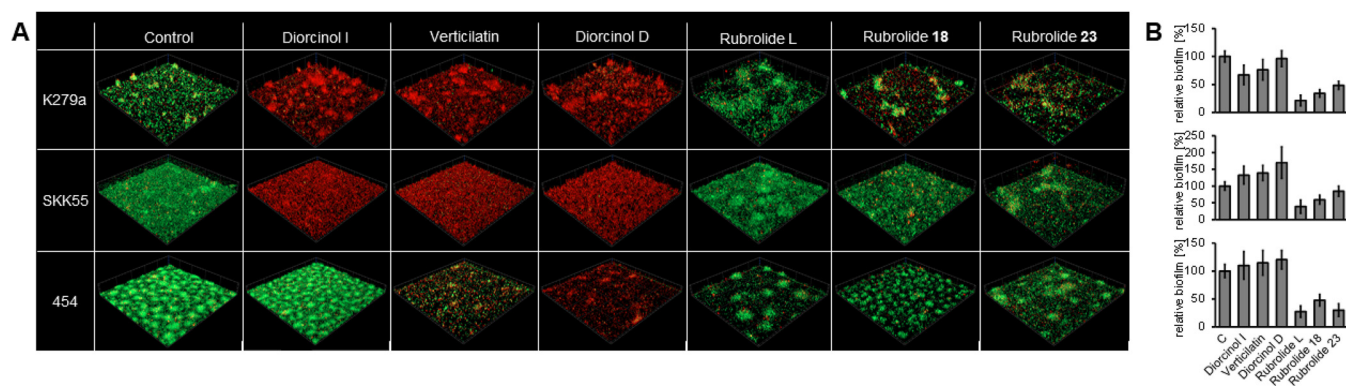 A
Control Diorcinol I Verticilatin Diorcinol D Rubrolide L Rubrolide 18 Rubrolide 23
K279a
SKK55
454
B
relative biofilm [%]
150
100
50
0
relative biofilm [%]
250
200
150
100
50
0
relative biofilm [%]
150
100
50
0
C
Diorcinol I
Verticilatin
Diorcinol D
Rubrolide L
Rubrolide 18
Rubrolide 23